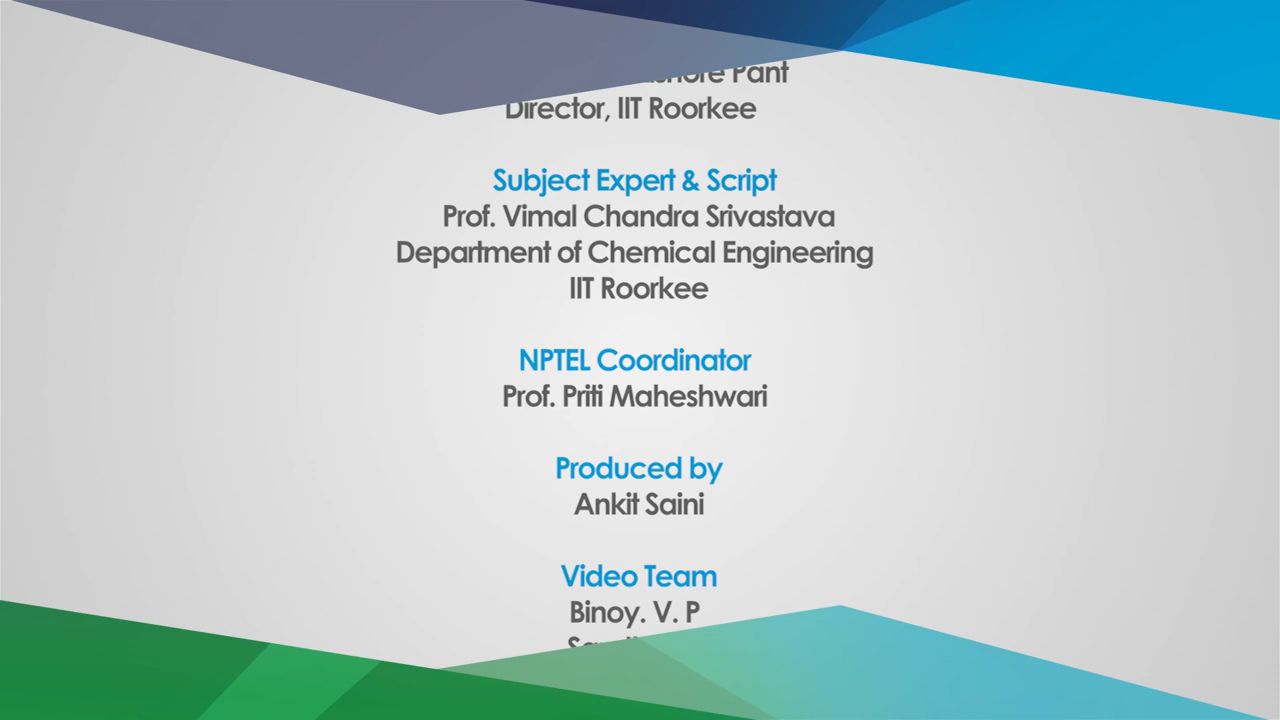 Pant
Director, IIT Roorkee
Subject Expert & Script
Prof. Vimal Chandra Srivastava
Department of Chemical Engineering
IIT Roorkee
NPTEL Coordinator
Prof. Priti Maheshwari
Produced by
Ankit Saini
Video Team
Binoy. V. P